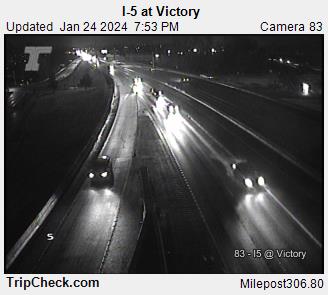 I-5 at Victory
Updated Jan 24 2024 7:53 PM Camera 83
T
S
83 - I5 @ Victory
TripCheck.com Milepost306.80